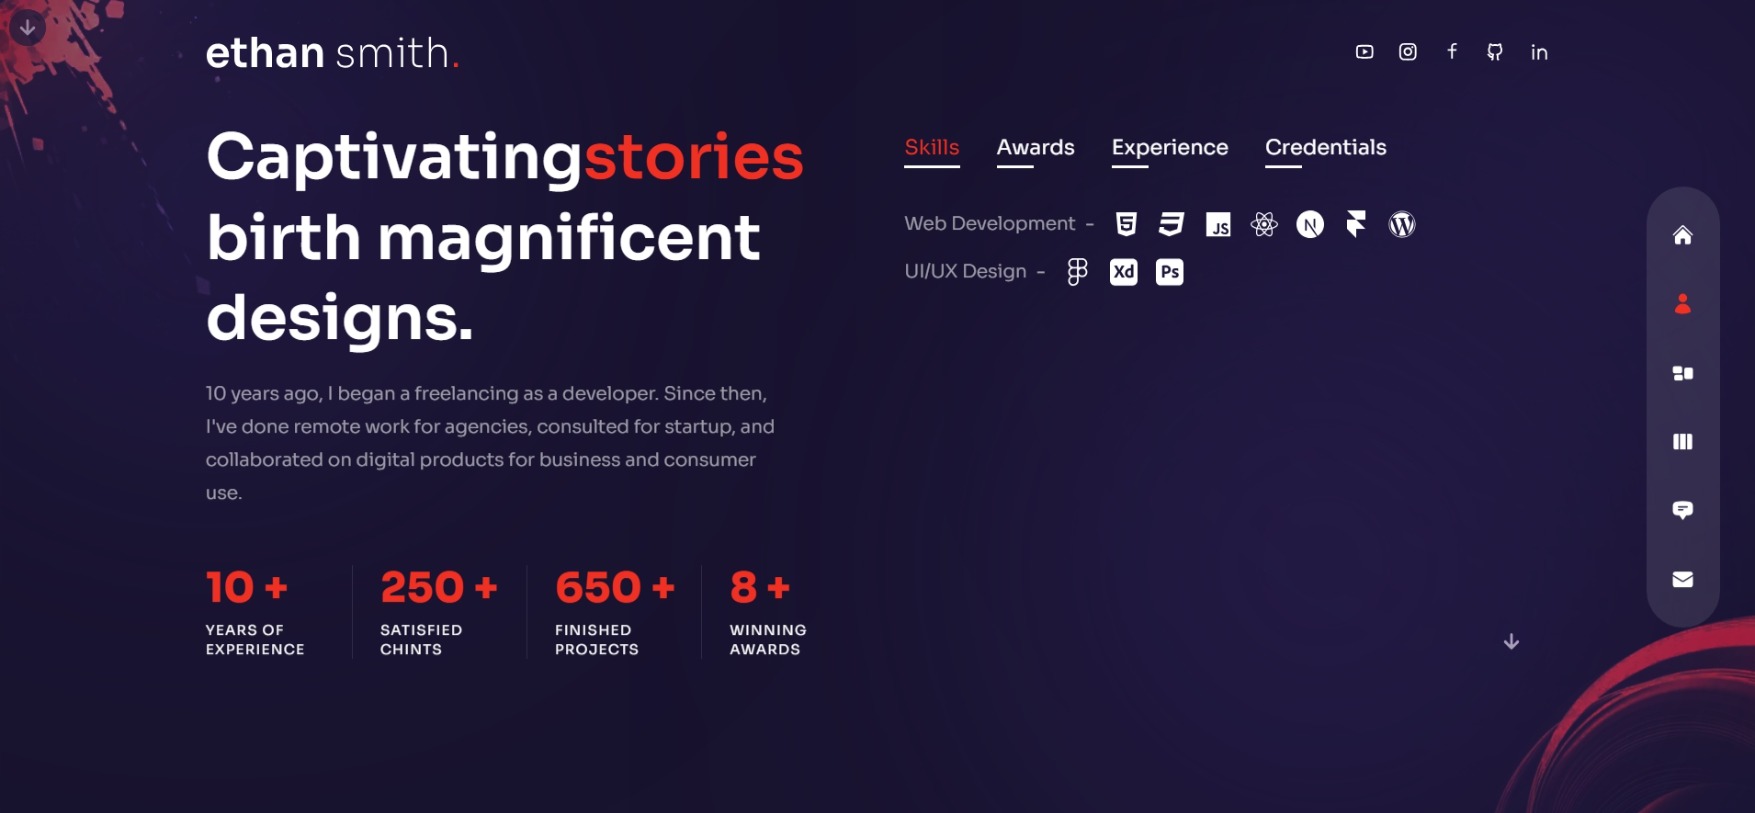 ethan smith.
Captivatingstories
birth magnificent
designs.
10 years ago, I began a freelancing as a developer. Since then,
I've done remote work for agencies, consulted for startup, and
collaborated on digital products for business and consumer
use.
10 +
YEARS OF
EXPERIENCE
250 +
SATISFIED
CHINTS
650 +
FINISHED
PROJECTS
8 +
WINNING
AWARDS
Skills Awards Experience Credentials
Web Development - JS N
UI/UX Design - Xd Ps